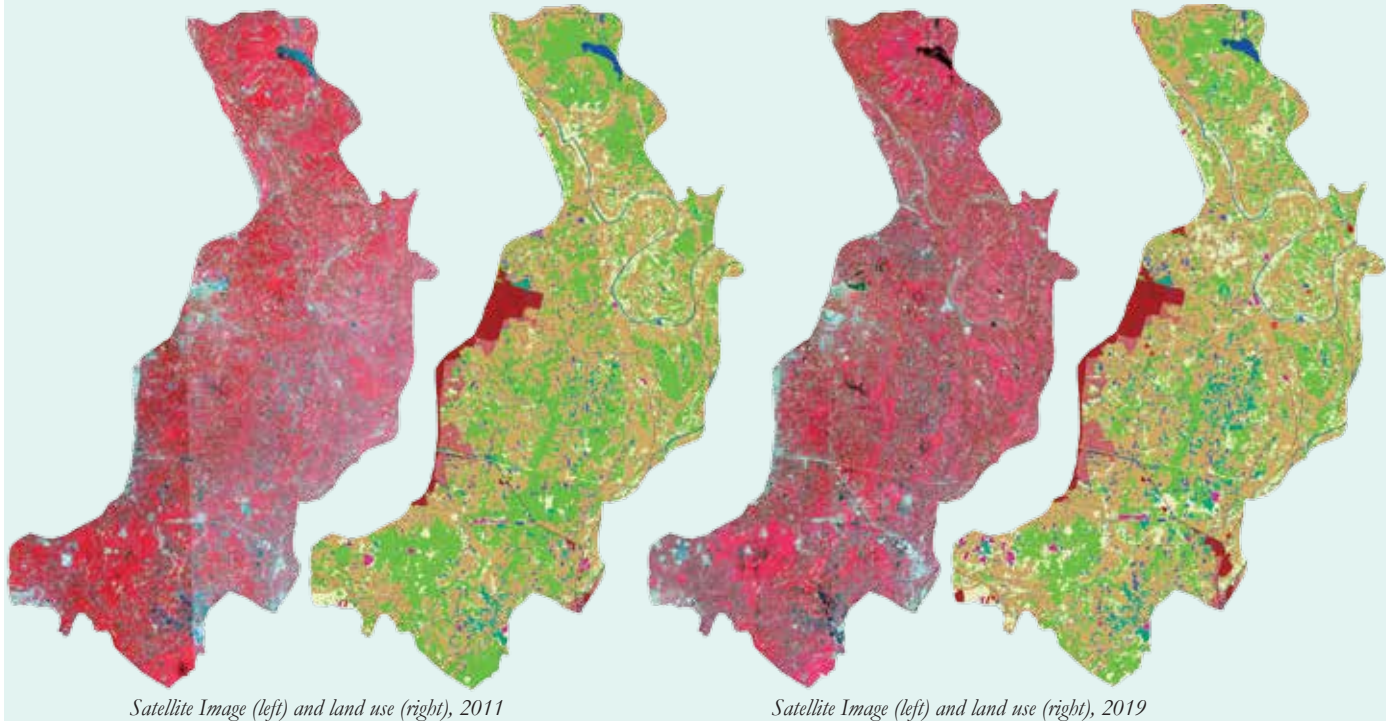 Satellite Image (left) and land use (right), 2011
Satellite Image (left) and land use (right), 2019